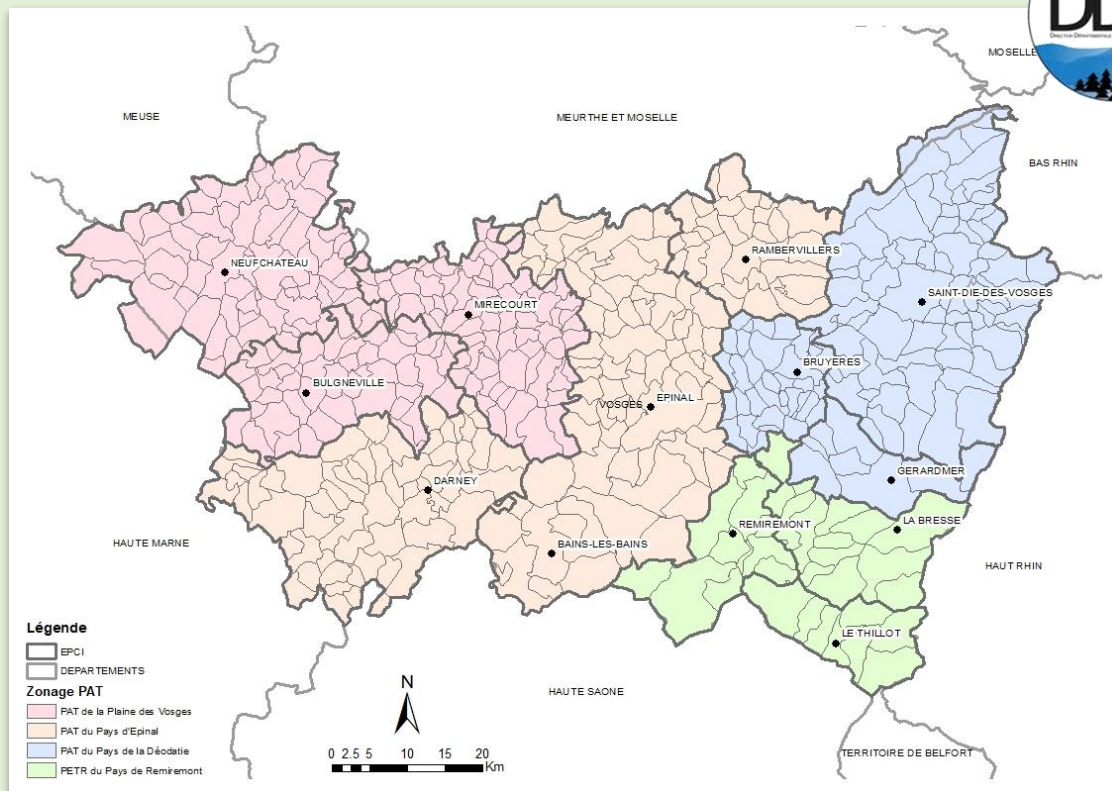 MOSELLE
MEUSE
MEURTHE ET MOSELLE
BAS RHIN
RAMBERVILLERS
NEUFCHATEAU
SAINT-DIE-DES-VOSGES
MIRECOURT
BRUYERES
BULGNEVILLE
VOSGES
EPINAL
GERARDMER
DARNEY
LA BRESSE
REMIREMONT
HAUTE MARNE
BAINS-LES-BAINS
HAUT RHIN
LE THILLOT
HAUTE SAONE
TERRITOIRE DE BELFORT
Légende
EPCI
DEPARTEMENTS
Zonage PAT
PAT de la Plaine des Vosges
PAT du Pays d'Epinal
PAT du Pays de la Déodatie
PETR du Pays de Remiremont
N
0 2.5 5 10 15 20
Km